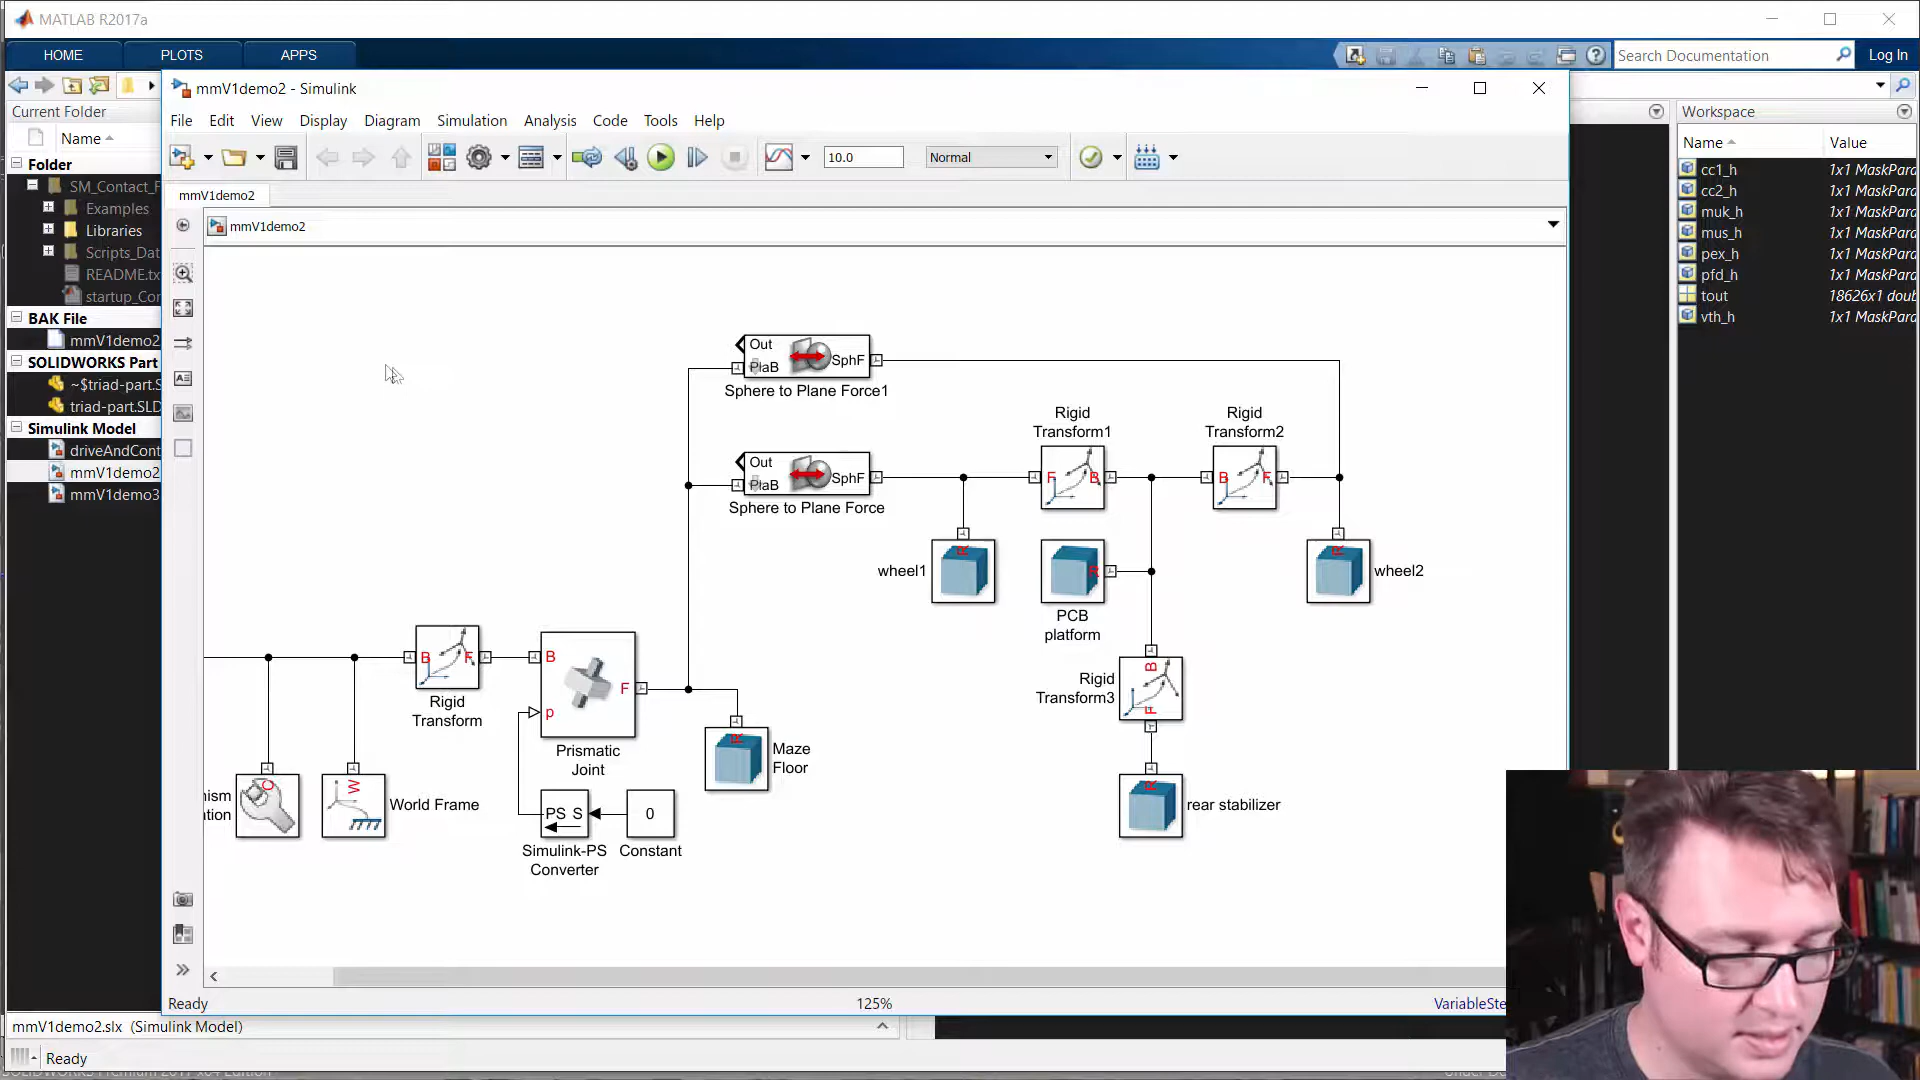 MATLAB R2017a
HOME PLOTS APPS
Search Documentation
Log In
mmV1demo2 - Simulink
File Edit View Display Diagram Simulation Analysis Code Tools Help
10.0
Normal
mmV1demo2
mmV1demo2
Current Folder
Name
Folder
SM_Contact_F
Examples
Libraries
Scripts_Dat
README.tx
startup_Cor
BAK File
mmV1demo2
SOLIDWORKS Part
~$triad-part.S
triad-part.SLD
Simulink Model
driveAndCont
mmV1demo2
mmV1demo3
Out
PlaB
SphF
Sphere to Plane Force1
Out
PlaB
SphF
Sphere to Plane Force
Rigid
Transform1
F B
Rigid
Transform2
B F
R
wheel1
R
PCB
platform
R
wheel2
B
F
Rigid
Transform3
R
rear stabilizer
B F
Rigid
Transform
B
F
p
Prismatic
Joint
R
Maze
Floor
ism
ation
C
W
World Frame
PS S
Simulink-PS
Converter
0
Constant
Ready
125%
VariableSte
mmV1demo2.slx (Simulink Model)
Ready
SOLIDWORKS Premium 2017 x64 Edition
Workspace
Name Value
cc1_h 1x1 MaskPara
cc2_h 1x1 MaskPara
muk_h 1x1 MaskPara
mus_h 1x1 MaskPara
pex_h 1x1 MaskPara
pfd_h 1x1 MaskPara
tout 18626x1 doub
vth_h 1x1 MaskPara